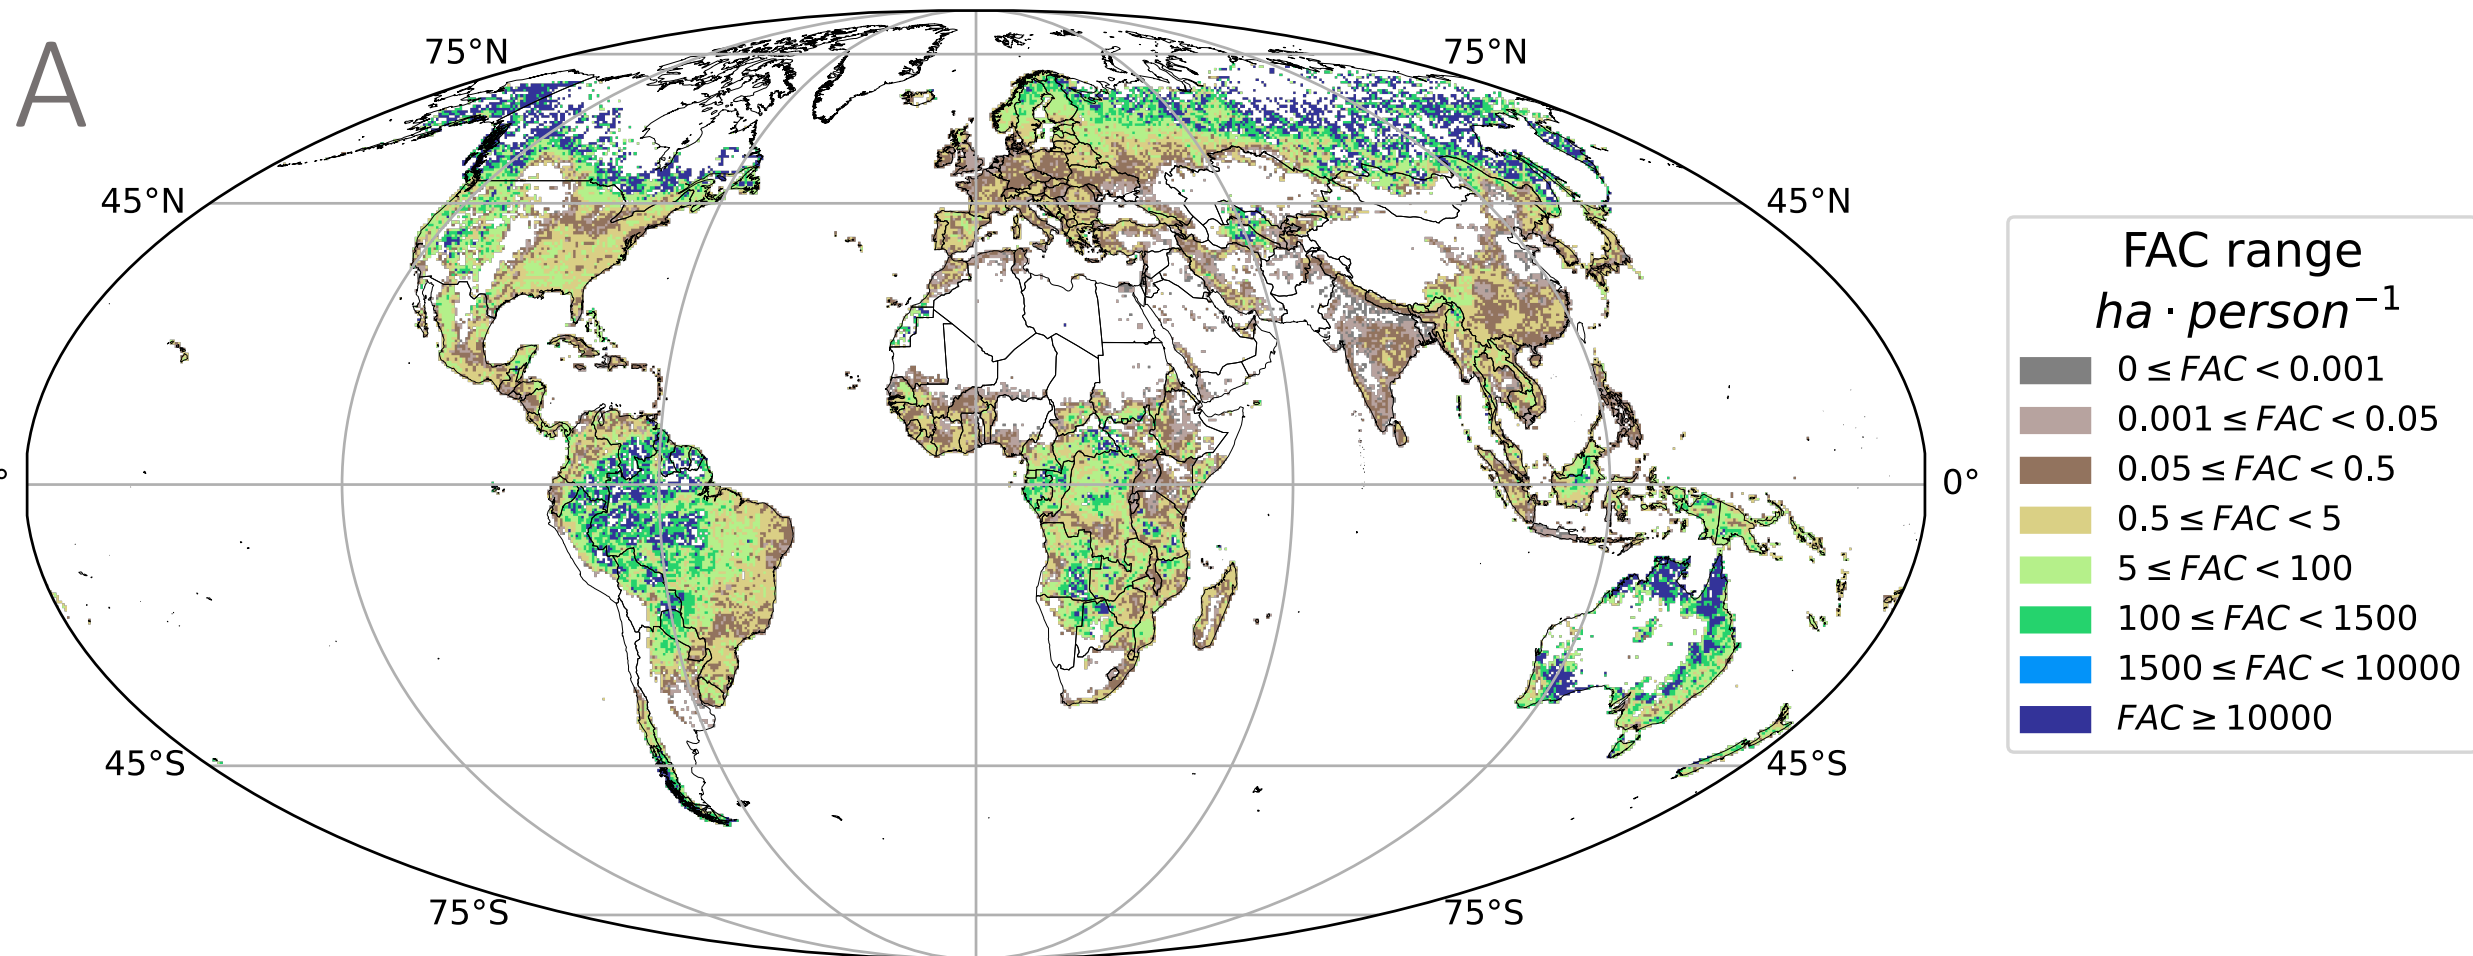 A
75°N 75°N
45°N 45°N
° 0°
45°S 45°S
75°S 75°S
FAC range
ha · person⁻¹
0 ≤ FAC < 0.001
0.001 ≤ FAC < 0.05
0.05 ≤ FAC < 0.5
0.5 ≤ FAC < 5
5 ≤ FAC < 100
100 ≤ FAC < 1500
1500 ≤ FAC < 10000
FAC ≥ 10000